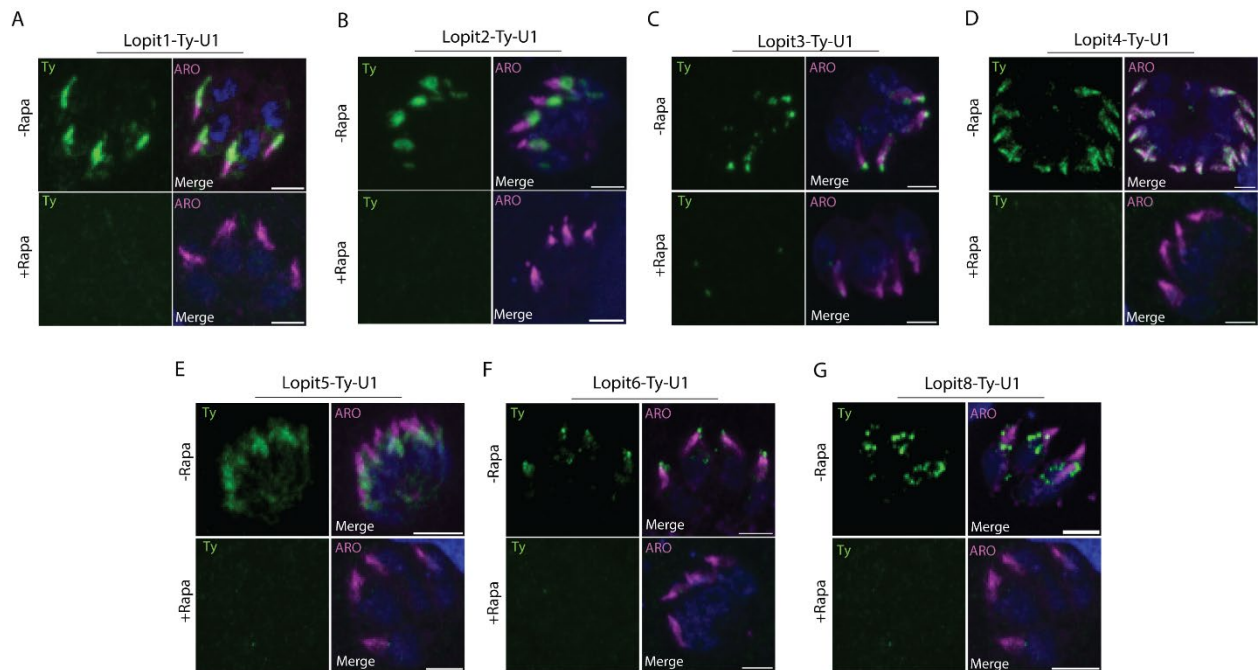 A
Lopit1-Ty-U1
-Rapa
Ty
ARO
Merge
+Rapa
Ty
ARO
Merge
B
Lopit2-Ty-U1
-Rapa
Ty
ARO
Merge
+Rapa
Ty
ARO
Merge
C
Lopit3-Ty-U1
-Rapa
Ty
ARO
Merge
+Rapa
Ty
ARO
Merge
D
Lopit4-Ty-U1
-Rapa
Ty
ARO
Merge
+Rapa
Ty
ARO
Merge
E
Lopit5-Ty-U1
-Rapa
Ty
ARO
Merge
+Rapa
Ty
ARO
Merge
F
Lopit6-Ty-U1
-Rapa
Ty
ARO
Merge
+Rapa
Ty
ARO
Merge
G
Lopit8-Ty-U1
-Rapa
Ty
ARO
Merge
+Rapa
Ty
ARO
Merge